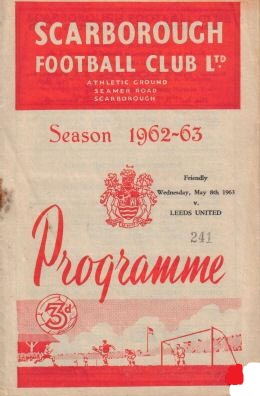 SCARBOROUGH
FOOTBALL CLUB LTD
ATHLETIC GROUND
SEAMER ROAD
SCARBOROUGH
Season 1962-63
Friendly
Wednesday, May 8th 1963
v.
LEEDS UNITED
241
Programme
3d